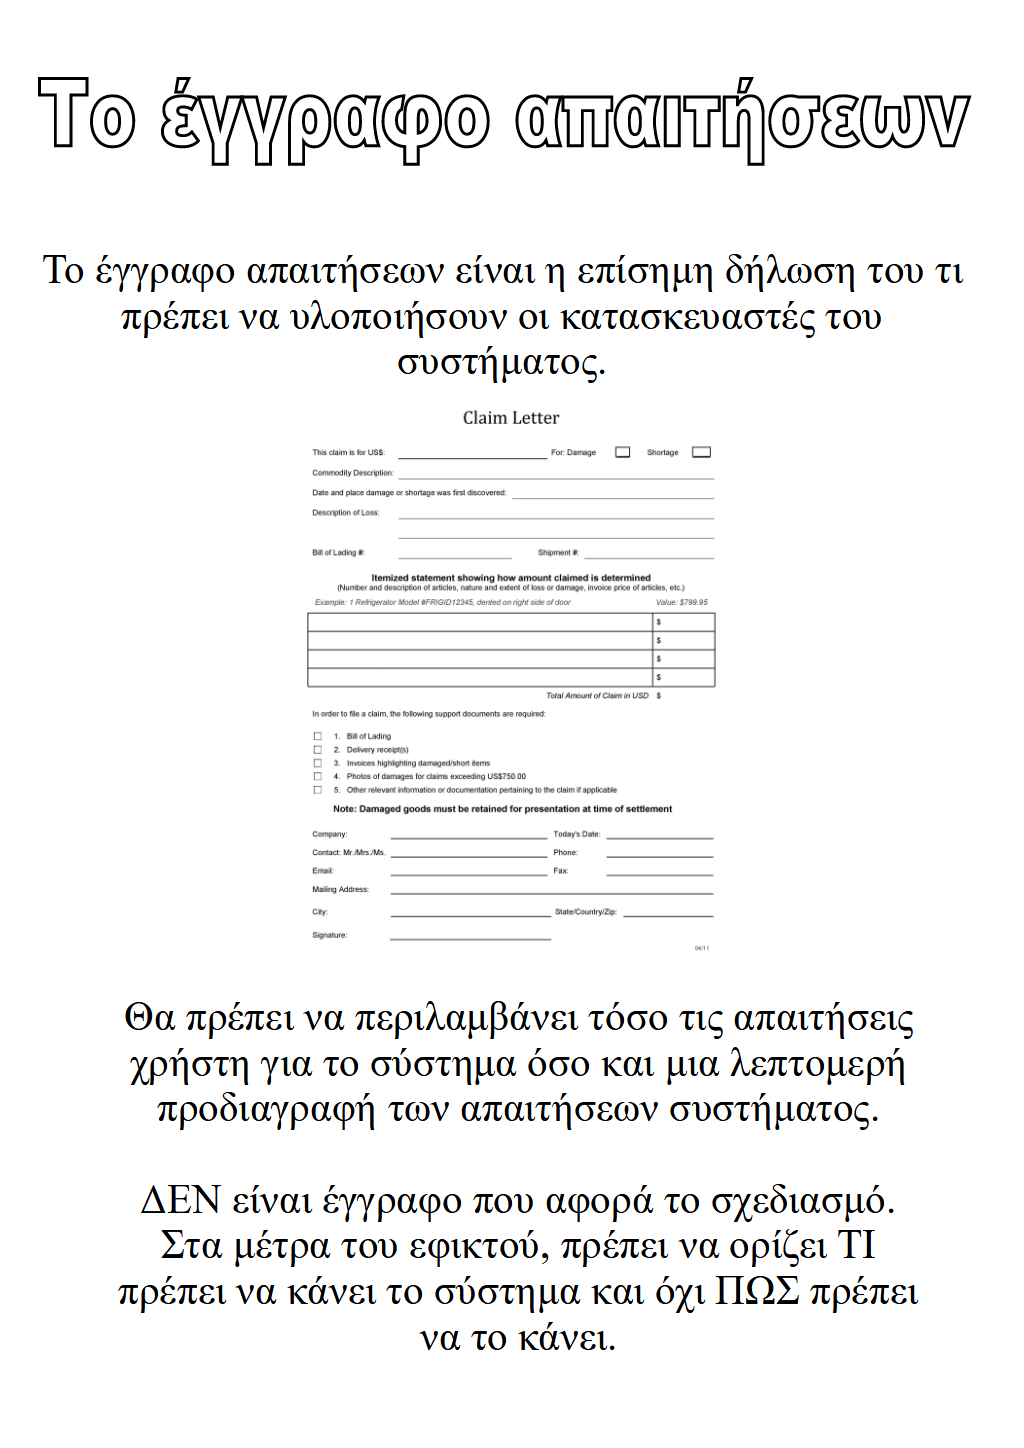 Το έγγραφο απαιτήσεων
Το έγγραφο απαιτήσεων είναι η επίσημη δήλωση του τι
πρέπει να υλοποιήσουν οι κατασκευαστές του
συστήματος.
Claim Letter
This claim is for US$: For: Damage Shortage
Commodity Description:
Date and place damage or shortage was first discovered:
Description of Loss:
Bill of Lading #: Shipment #:
Itemized statement showing how amount claimed is determined
(Number and description of articles, nature and extent of loss or damage, invoice price of articles, etc.)
Example: 1 Refrigerator Model #FRIGID12345, dented on right side of door Value: $799.95
$
$
$
$
Total Amount of Claim in USD $
In order to file a claim, the following support documents are required:
1. Bill of Lading
2. Delivery receipt(s)
3. Invoices highlighting damaged/short items
4. Photos of damages for claims exceeding US$750.00
5. Other relevant information or documentation pertaining to the claim if applicable
Note: Damaged goods must be retained for presentation at time of settlement
Company: Today's Date:
Contact: Mr./Mrs./Ms. Phone:
Email: Fax:
Mailing Address:
City: State/Country/Zip:
Signature:
04/11
Θα πρέπει να περιλαμβάνει τόσο τις απαιτήσεις
χρήστη για το σύστημα όσο και μια λεπτομερή
προδιαγραφή των απαιτήσεων συστήματος.
ΔΕΝ είναι έγγραφο που αφορά το σχεδιασμό.
Στα μέτρα του εφικτού, πρέπει να ορίζει ΤΙ
πρέπει να κάνει το σύστημα και όχι ΠΩΣ πρέπει
να το κάνει.